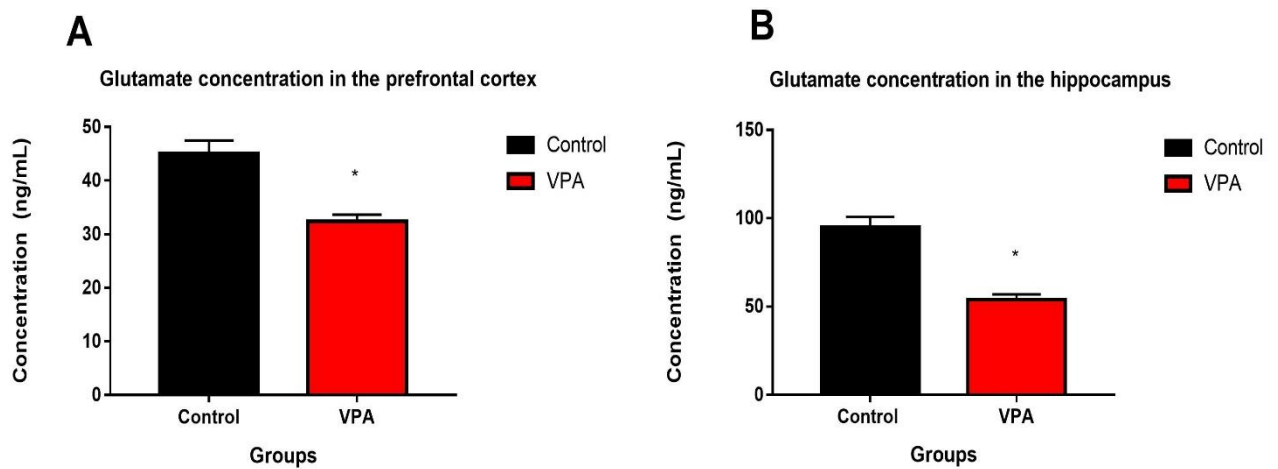 A
Glutamate concentration in the prefrontal cortex
Concentration (ng/mL)
50
40
30
20
10
0
*
Control
VPA
Control
VPA
Groups
B
Glutamate concentration in the hippocampus
Concentration (ng/mL)
150
100
50
0
*
Control
VPA
Control
VPA
Groups